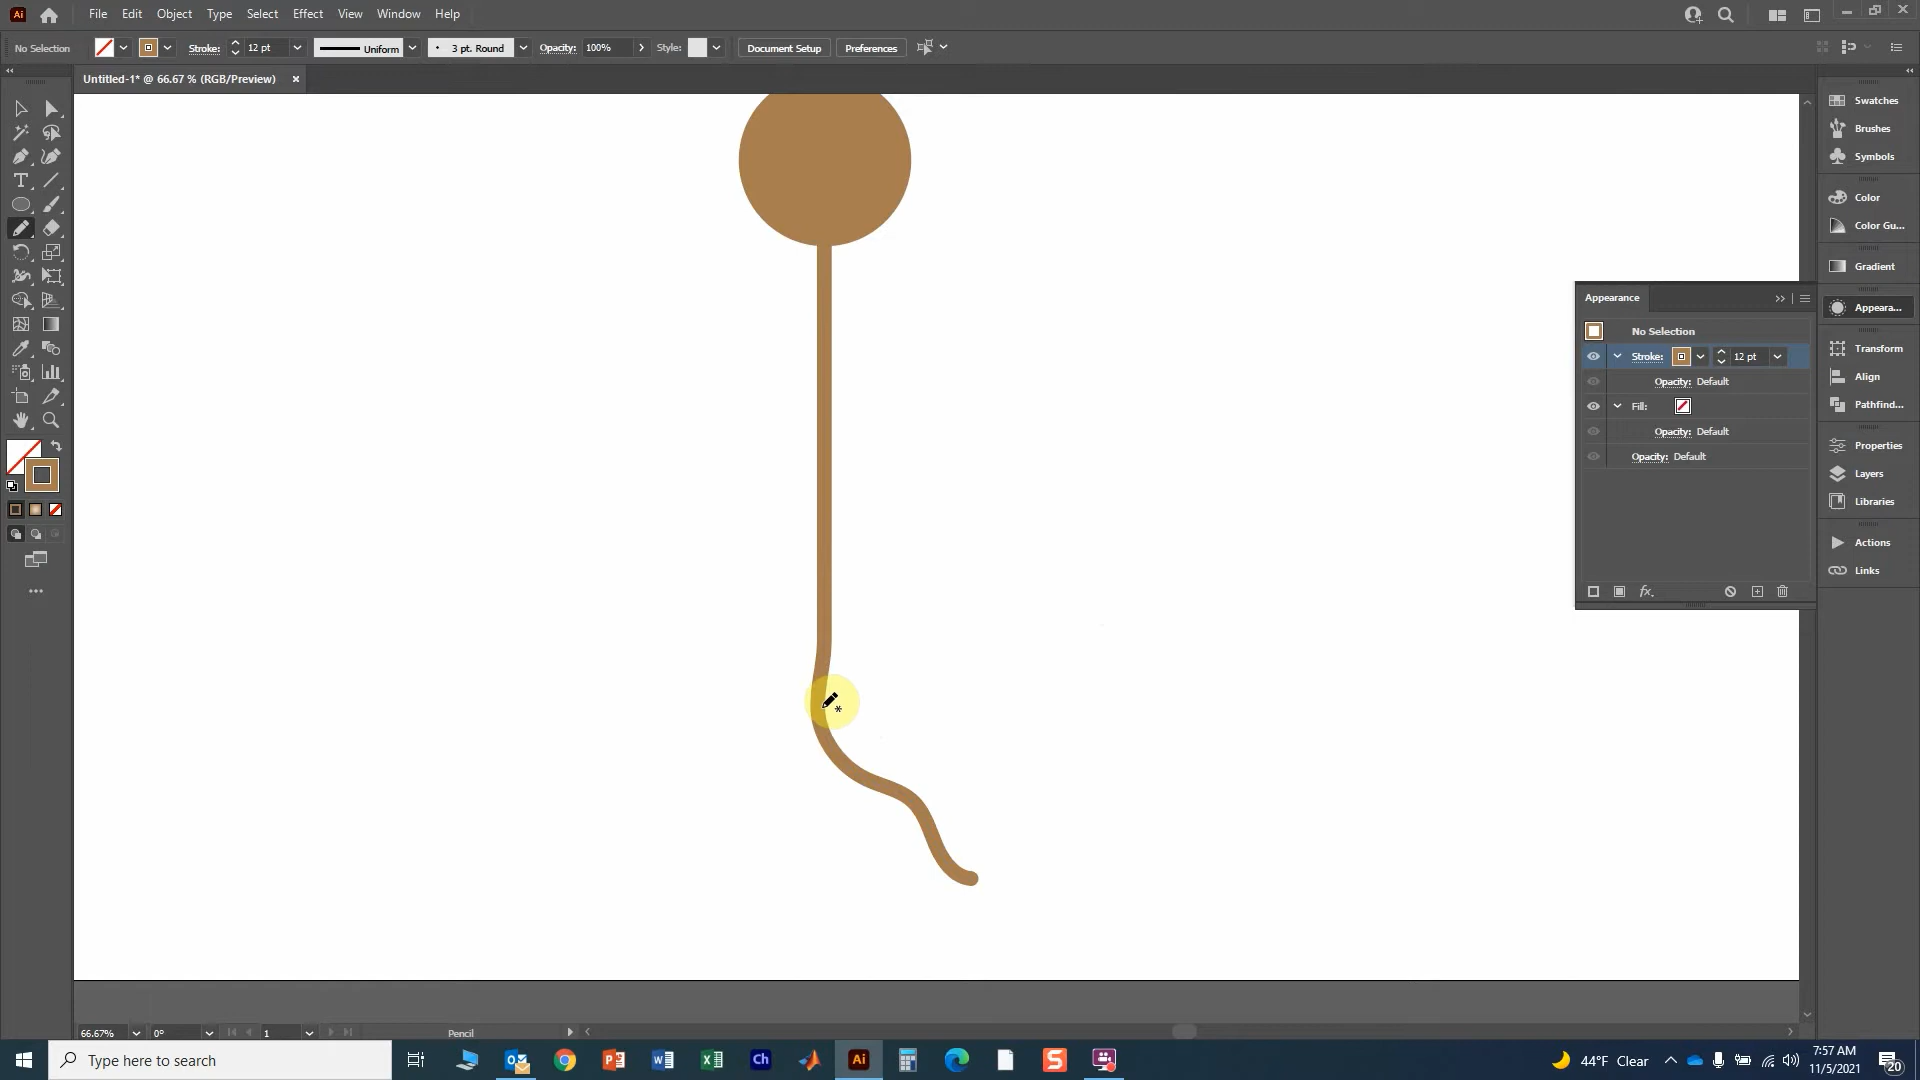 Ai File Edit Object Type Select Effect View Window Help
No Selection Stroke: 12 pt Uniform 3 pt. Round Opacity: 100% Style: Document Setup Preferences
Untitled-1* @ 66.67 % (RGB/Preview) ×
Swatches
Brushes
Symbols
Color
Color Gu...
Gradient
Appeara...
Transform
Align
Pathfind...
Properties
Layers
Libraries
Actions
Links
Appearance
No Selection
Stroke: 12 pt
Opacity: Default
Fill:
Opacity: Default
Opacity: Default
fx.
T
66.67% 0° 1 Pencil
Type here to search
Ch
Ai
S
44°F Clear
7:57 AM
11/5/2021
20